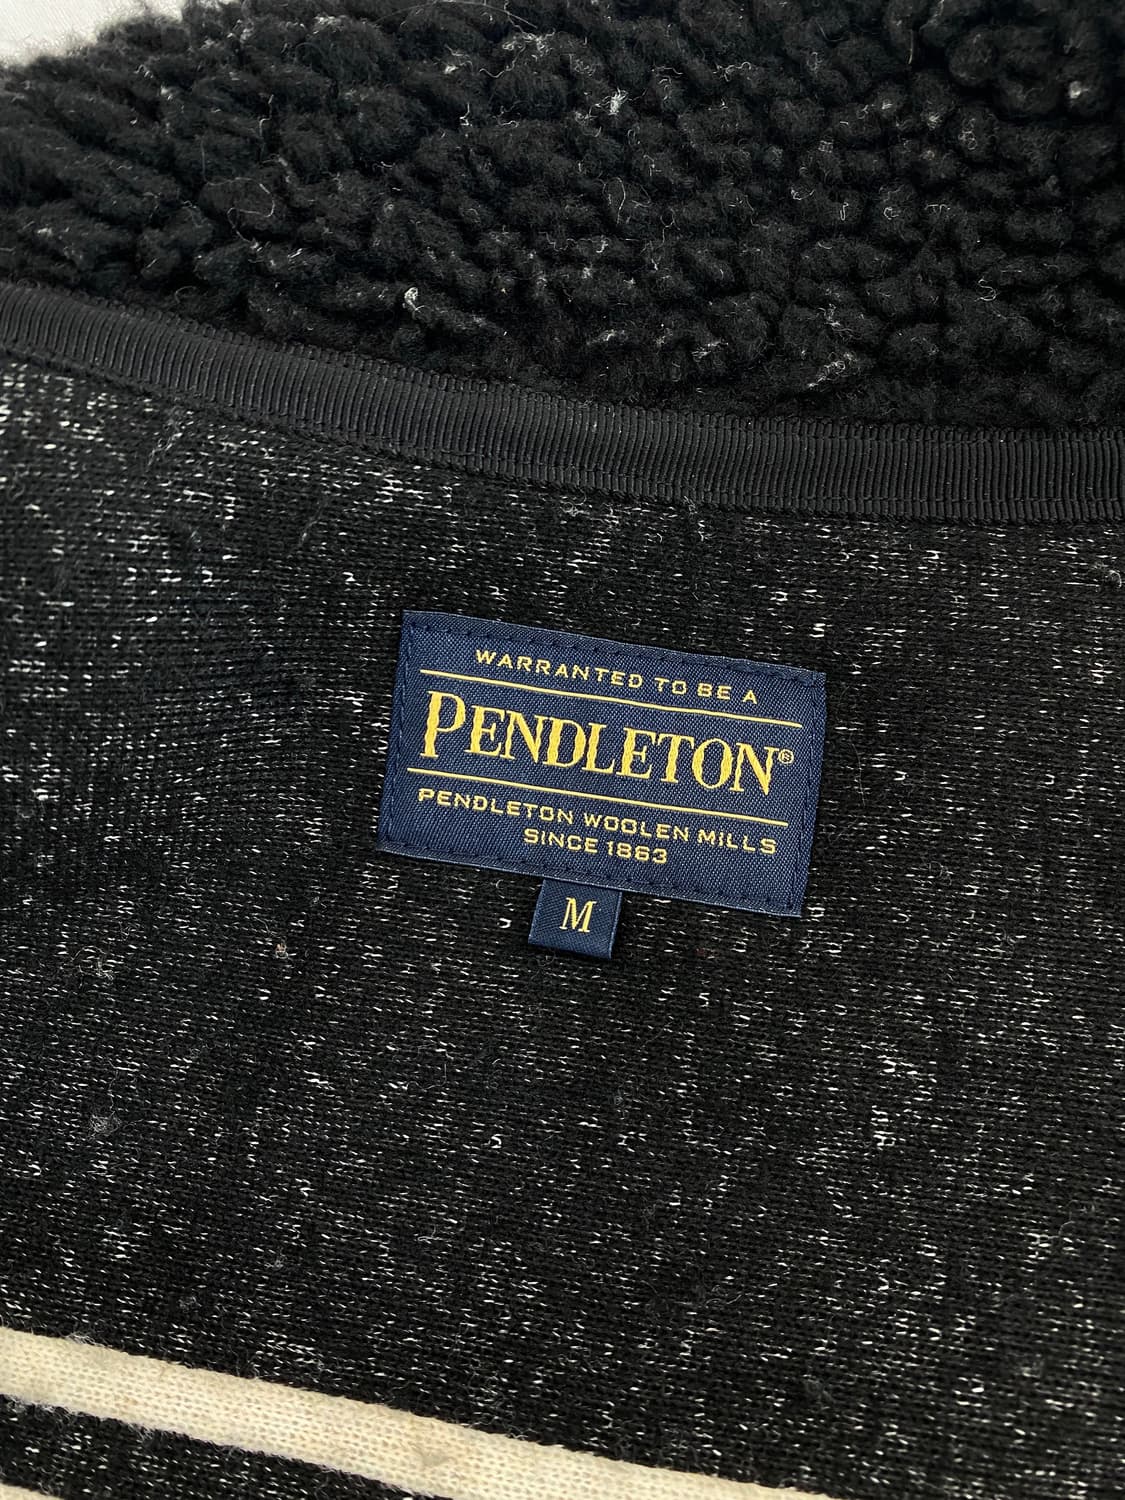 WARRANTED TO BE A
PENDLETON®
PENDLETON WOOLEN MILLS
SINCE 1863
M